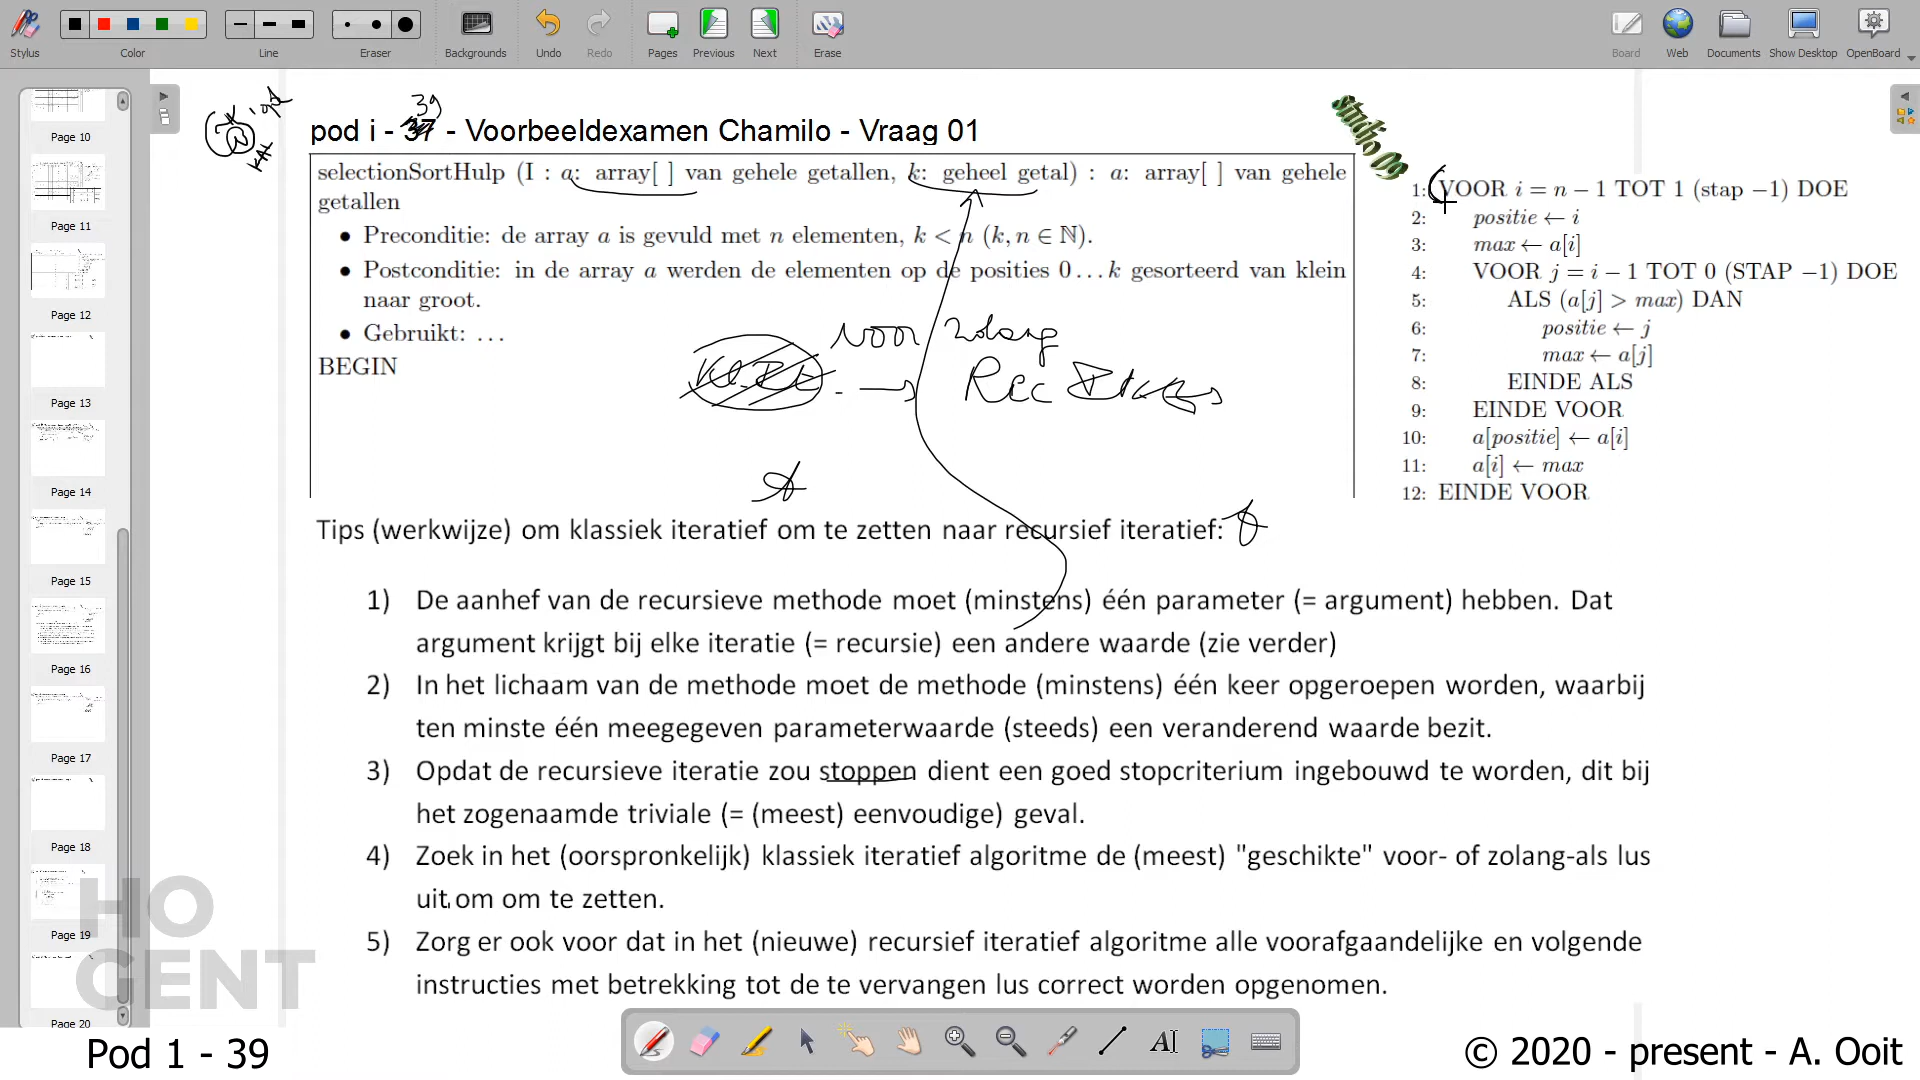 Stylus
Color
Line
Eraser
Backgrounds
Undo
Redo
Pages
Previous
Next
Erase
Board
Web
Documents
Show Desktop
OpenBoard
Page 10
Page 11
Page 12
Page 13
Page 14
Page 15
Page 16
Page 17
Page 18
Page 19
Page 20
39
pod i - 37 - Voorbeeldexamen Chamilo - Vraag 01
selectionSortHulp (I : a: array[ ] van gehele getallen, k: geheel getal) : a: array[ ] van gehele
getallen
• Preconditie: de array a is gevuld met n elementen, k < n (k, n ∈ ℕ).
• Postconditie: in de array a werden de elementen op de posities 0 . . . k gesorteerd van klein
naar groot.
• Gebruikt: . . .
BEGIN
voor zolang
Rec
1: VOOR i = n − 1 TOT 1 (stap −1) DOE
2: positie ← i
3: max ← a[i]
4: VOOR j = i − 1 TOT 0 (STAP −1) DOE
5: ALS (a[j] > max) DAN
6: positie ← j
7: max ← a[j]
8: EINDE ALS
9: EINDE VOOR
10: a[positie] ← a[i]
11: a[i] ← max
12: EINDE VOOR
Tips (werkwijze) om klassiek iteratief om te zetten naar recursief iteratief:
1) De aanhef van de recursieve methode moet (minstens) één parameter (= argument) hebben. Dat
argument krijgt bij elke iteratie (= recursie) een andere waarde (zie verder)
2) In het lichaam van de methode moet de methode (minstens) één keer opgeroepen worden, waarbij
ten minste één meegegeven parameterwaarde (steeds) een veranderend waarde bezit.
3) Opdat de recursieve iteratie zou stoppen dient een goed stopcriterium ingebouwd te worden, dit bij
het zogenaamde triviale (= (meest) eenvoudige) geval.
4) Zoek in het (oorspronkelijk) klassiek iteratief algoritme de (meest) "geschikte" voor- of zolang-als lus
uit om om te zetten.
5) Zorg er ook voor dat in het (nieuwe) recursief iteratief algoritme alle voorafgaandelijke en volgende
instructies met betrekking tot de te vervangen lus correct worden opgenomen.
HO
GENT
Pod 1 - 39
© 2020 - present - A. Ooit